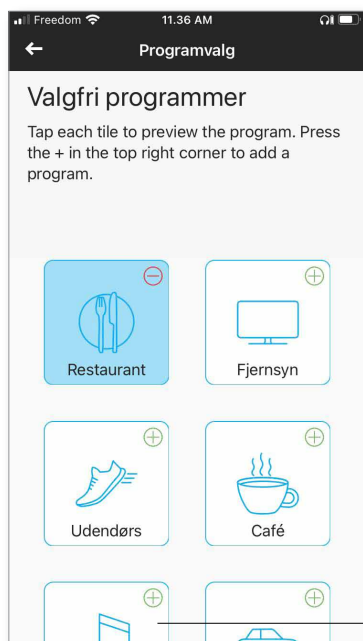 Freedom 11.36 AM
Programvalg
Valgfri programmer
Tap each tile to preview the program. Press
the + in the top right corner to add a
program.
Restaurant Fjernsyn
Udendørs Café